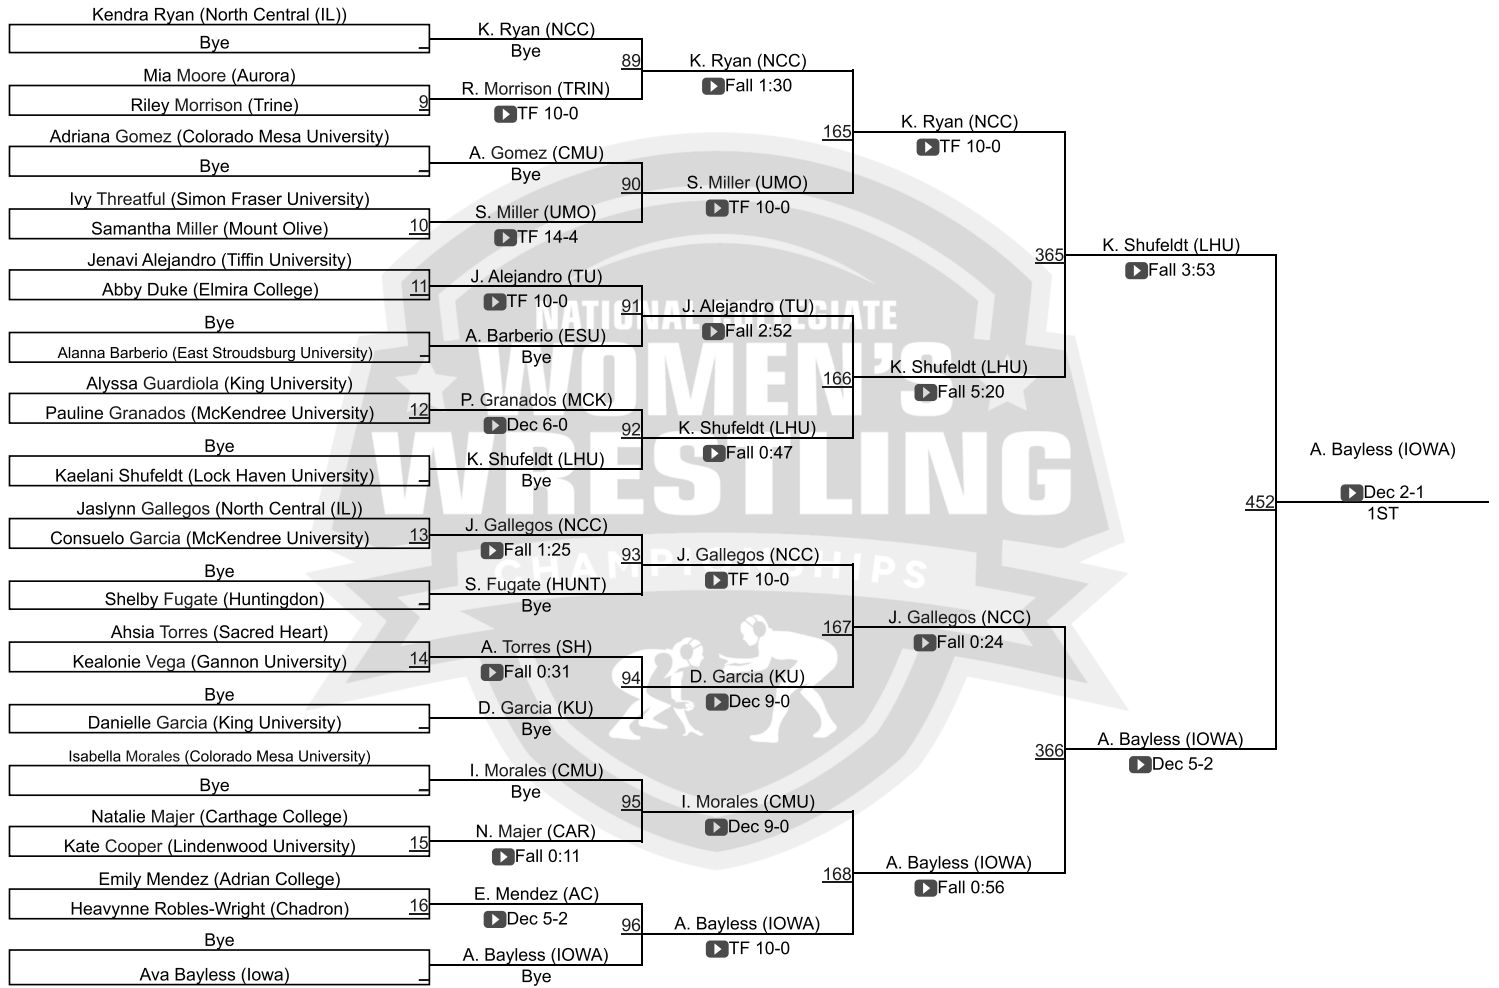 Kendra Ryan (North Central (IL))
Bye
Mia Moore (Aurora)
Riley Morrison (Trine)
9
Adriana Gomez (Colorado Mesa University)
Bye
Ivy Threatful (Simon Fraser University)
Samantha Miller (Mount Olive)
10
Jenavi Alejandro (Tiffin University)
Abby Duke (Elmira College)
11
Bye
Alanna Barberio (East Stroudsburg University)
Alyssa Guardiola (King University)
Pauline Granados (McKendree University)
12
Bye
Kaelani Shufeldt (Lock Haven University)
Jaslynn Gallegos (North Central (IL))
Consuelo Garcia (McKendree University)
13
Bye
Shelby Fugate (Huntingdon)
Ahsia Torres (Sacred Heart)
Kealonie Vega (Gannon University)
14
Bye
Danielle Garcia (King University)
Isabella Morales (Colorado Mesa University)
Bye
Natalie Majer (Carthage College)
Kate Cooper (Lindenwood University)
15
Emily Mendez (Adrian College)
Heavynne Robles-Wright (Chadron)
16
Bye
Ava Bayless (Iowa)
K. Ryan (NCC)
Bye
89
R. Morrison (TRIN)
TF 10-0
A. Gomez (CMU)
Bye
90
S. Miller (UMO)
TF 14-4
J. Alejandro (TU)
TF 10-0
91
A. Barberio (ESU)
Bye
P. Granados (MCK)
Dec 6-0
92
K. Shufeldt (LHU)
Bye
J. Gallegos (NCC)
Fall 1:25
93
S. Fugate (HUNT)
Bye
A. Torres (SH)
Fall 0:31
94
D. Garcia (KU)
Bye
I. Morales (CMU)
Bye
95
N. Majer (CAR)
Fall 0:11
E. Mendez (AC)
Dec 5-2
96
A. Bayless (IOWA)
Bye
K. Ryan (NCC)
Fall 1:30
165
S. Miller (UMO)
TF 10-0
J. Alejandro (TU)
Fall 2:52
166
K. Shufeldt (LHU)
Fall 0:47
J. Gallegos (NCC)
TF 10-0
167
D. Garcia (KU)
Dec 9-0
I. Morales (CMU)
Dec 9-0
168
A. Bayless (IOWA)
TF 10-0
K. Ryan (NCC)
TF 10-0
365
K. Shufeldt (LHU)
Fall 5:20
J. Gallegos (NCC)
Fall 0:24
366
A. Bayless (IOWA)
Fall 0:56
K. Shufeldt (LHU)
Fall 3:53
452
A. Bayless (IOWA)
Dec 5-2
A. Bayless (IOWA)
Dec 2-1
1ST
NATIONAL COLLEGIATE
WOMEN'S
WRESTLING
CHAMPIONSHIPS